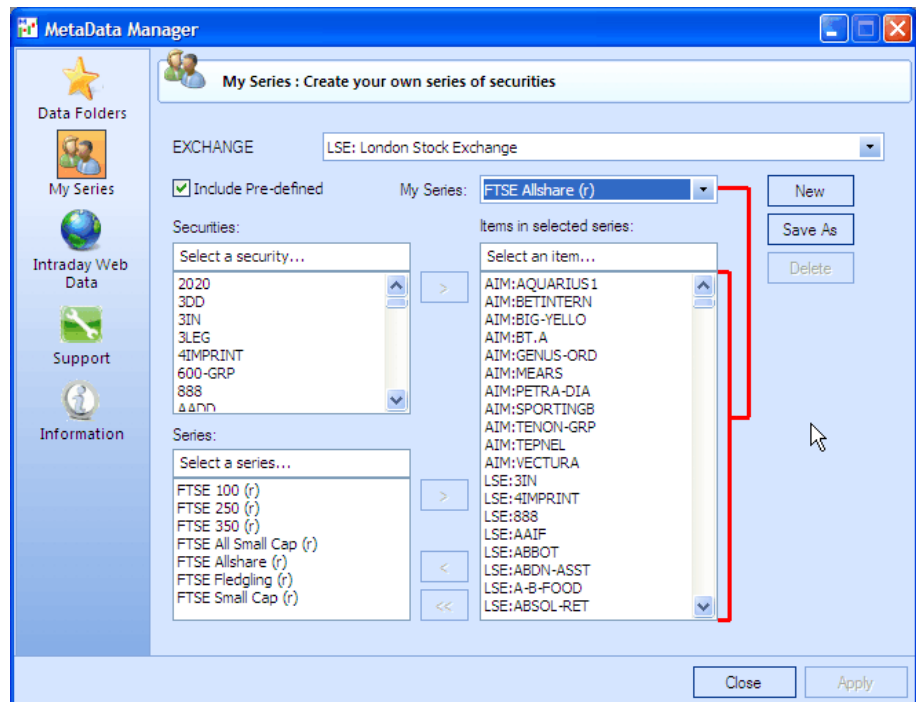 MetaData Manager
Data Folders
My Series
Intraday Web
Data
Support
Information
My Series : Create your own series of securities
EXCHANGE
LSE: London Stock Exchange
Include Pre-defined
My Series:
FTSE Allshare (r)
New
Save As
Delete
Securities:
Select a security...
2020
3DD
3IN
3LEG
4IMPRINT
600-GRP
888
AADD
>
Series:
Select a series...
FTSE 100 (r)
FTSE 250 (r)
FTSE 350 (r)
FTSE All Small Cap (r)
FTSE Allshare (r)
FTSE Fledgling (r)
FTSE Small Cap (r)
>
<
<<
Items in selected series:
Select an item...
AIM:AQUARIUS1
AIM:BETINTERN
AIM:BIG-YELLO
AIM:BT.A
AIM:GENUS-ORD
AIM:MEARS
AIM:PETRA-DIA
AIM:SPORTINGB
AIM:TENON-GRP
AIM:TEPNEL
AIM:VECTURA
LSE:3IN
LSE:4IMPRINT
LSE:888
LSE:AAIF
LSE:ABBOT
LSE:ABDN-ASST
LSE:A-B-FOOD
LSE:ABSOL-RET
Close
Apply